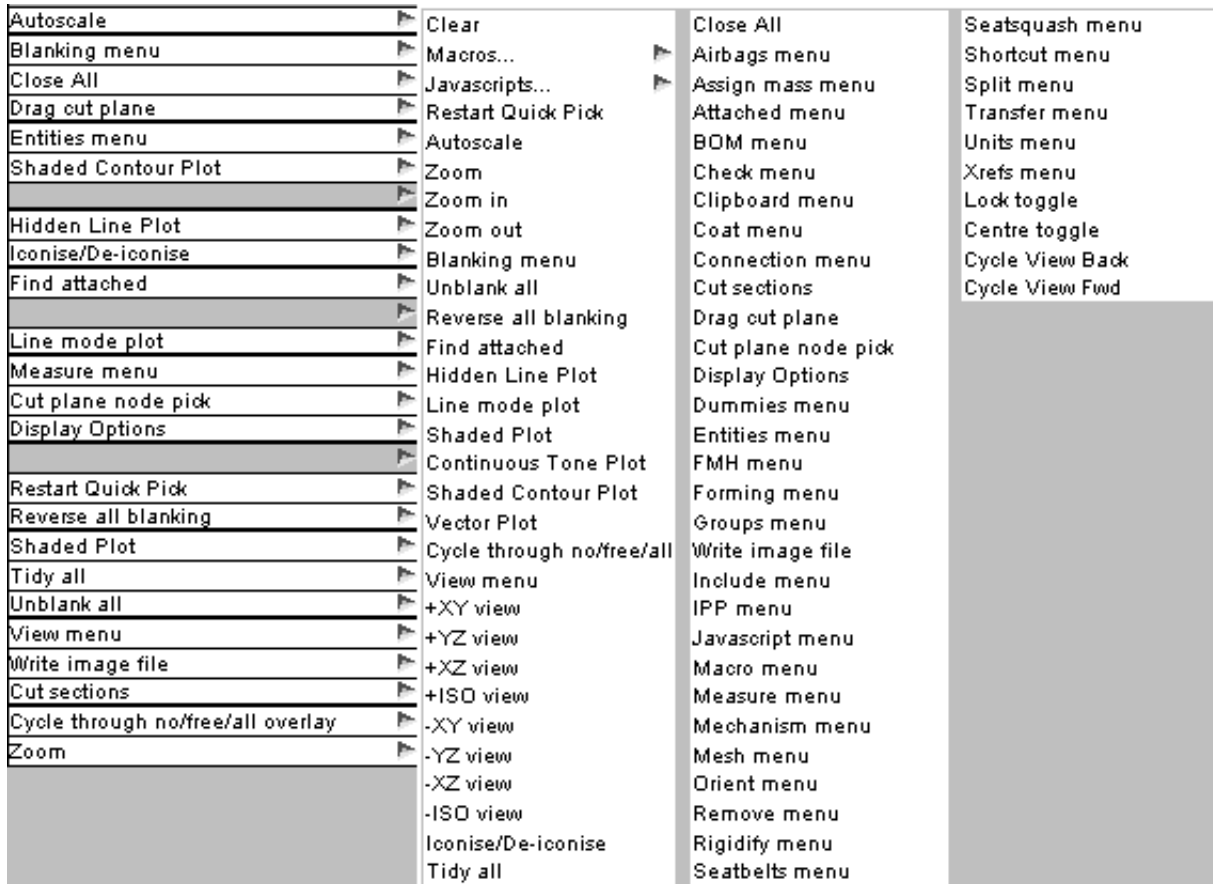 Autoscale
Blanking menu
Close All
Drag cut plane
Entities menu
Shaded Contour Plot
Hidden Line Plot
Iconise/De-iconise
Find attached
Line mode plot
Measure menu
Cut plane node pick
Display Options
Restart Quick Pick
Reverse all blanking
Shaded Plot
Tidy all
Unblank all
View menu
Write image file
Cut sections
Cycle through no/free/all overlay
Zoom
Clear
Macros...
Javascripts...
Restart Quick Pick
Autoscale
Zoom
Zoom in
Zoom out
Blanking menu
Unblank all
Reverse all blanking
Find attached
Hidden Line Plot
Line mode plot
Shaded Plot
Continuous Tone Plot
Shaded Contour Plot
Vector Plot
Cycle through no/free/all
View menu
+XY view
+YZ view
+XZ view
+ISO view
-XY view
-YZ view
-XZ view
-ISO view
Iconise/De-iconise
Tidy all
Close All
Airbags menu
Assign mass menu
Attached menu
BOM menu
Check menu
Clipboard menu
Coat menu
Connection menu
Cut sections
Drag cut plane
Cut plane node pick
Display Options
Dummies menu
Entities menu
FMH menu
Forming menu
Groups menu
Write image file
Include menu
IPP menu
Javascript menu
Macro menu
Measure menu
Mechanism menu
Mesh menu
Orient menu
Remove menu
Rigidify menu
Seatbelts menu
Seatsquash menu
Shortcut menu
Split menu
Transfer menu
Units menu
Xrefs menu
Lock toggle
Centre toggle
Cycle View Back
Cycle View Fwd